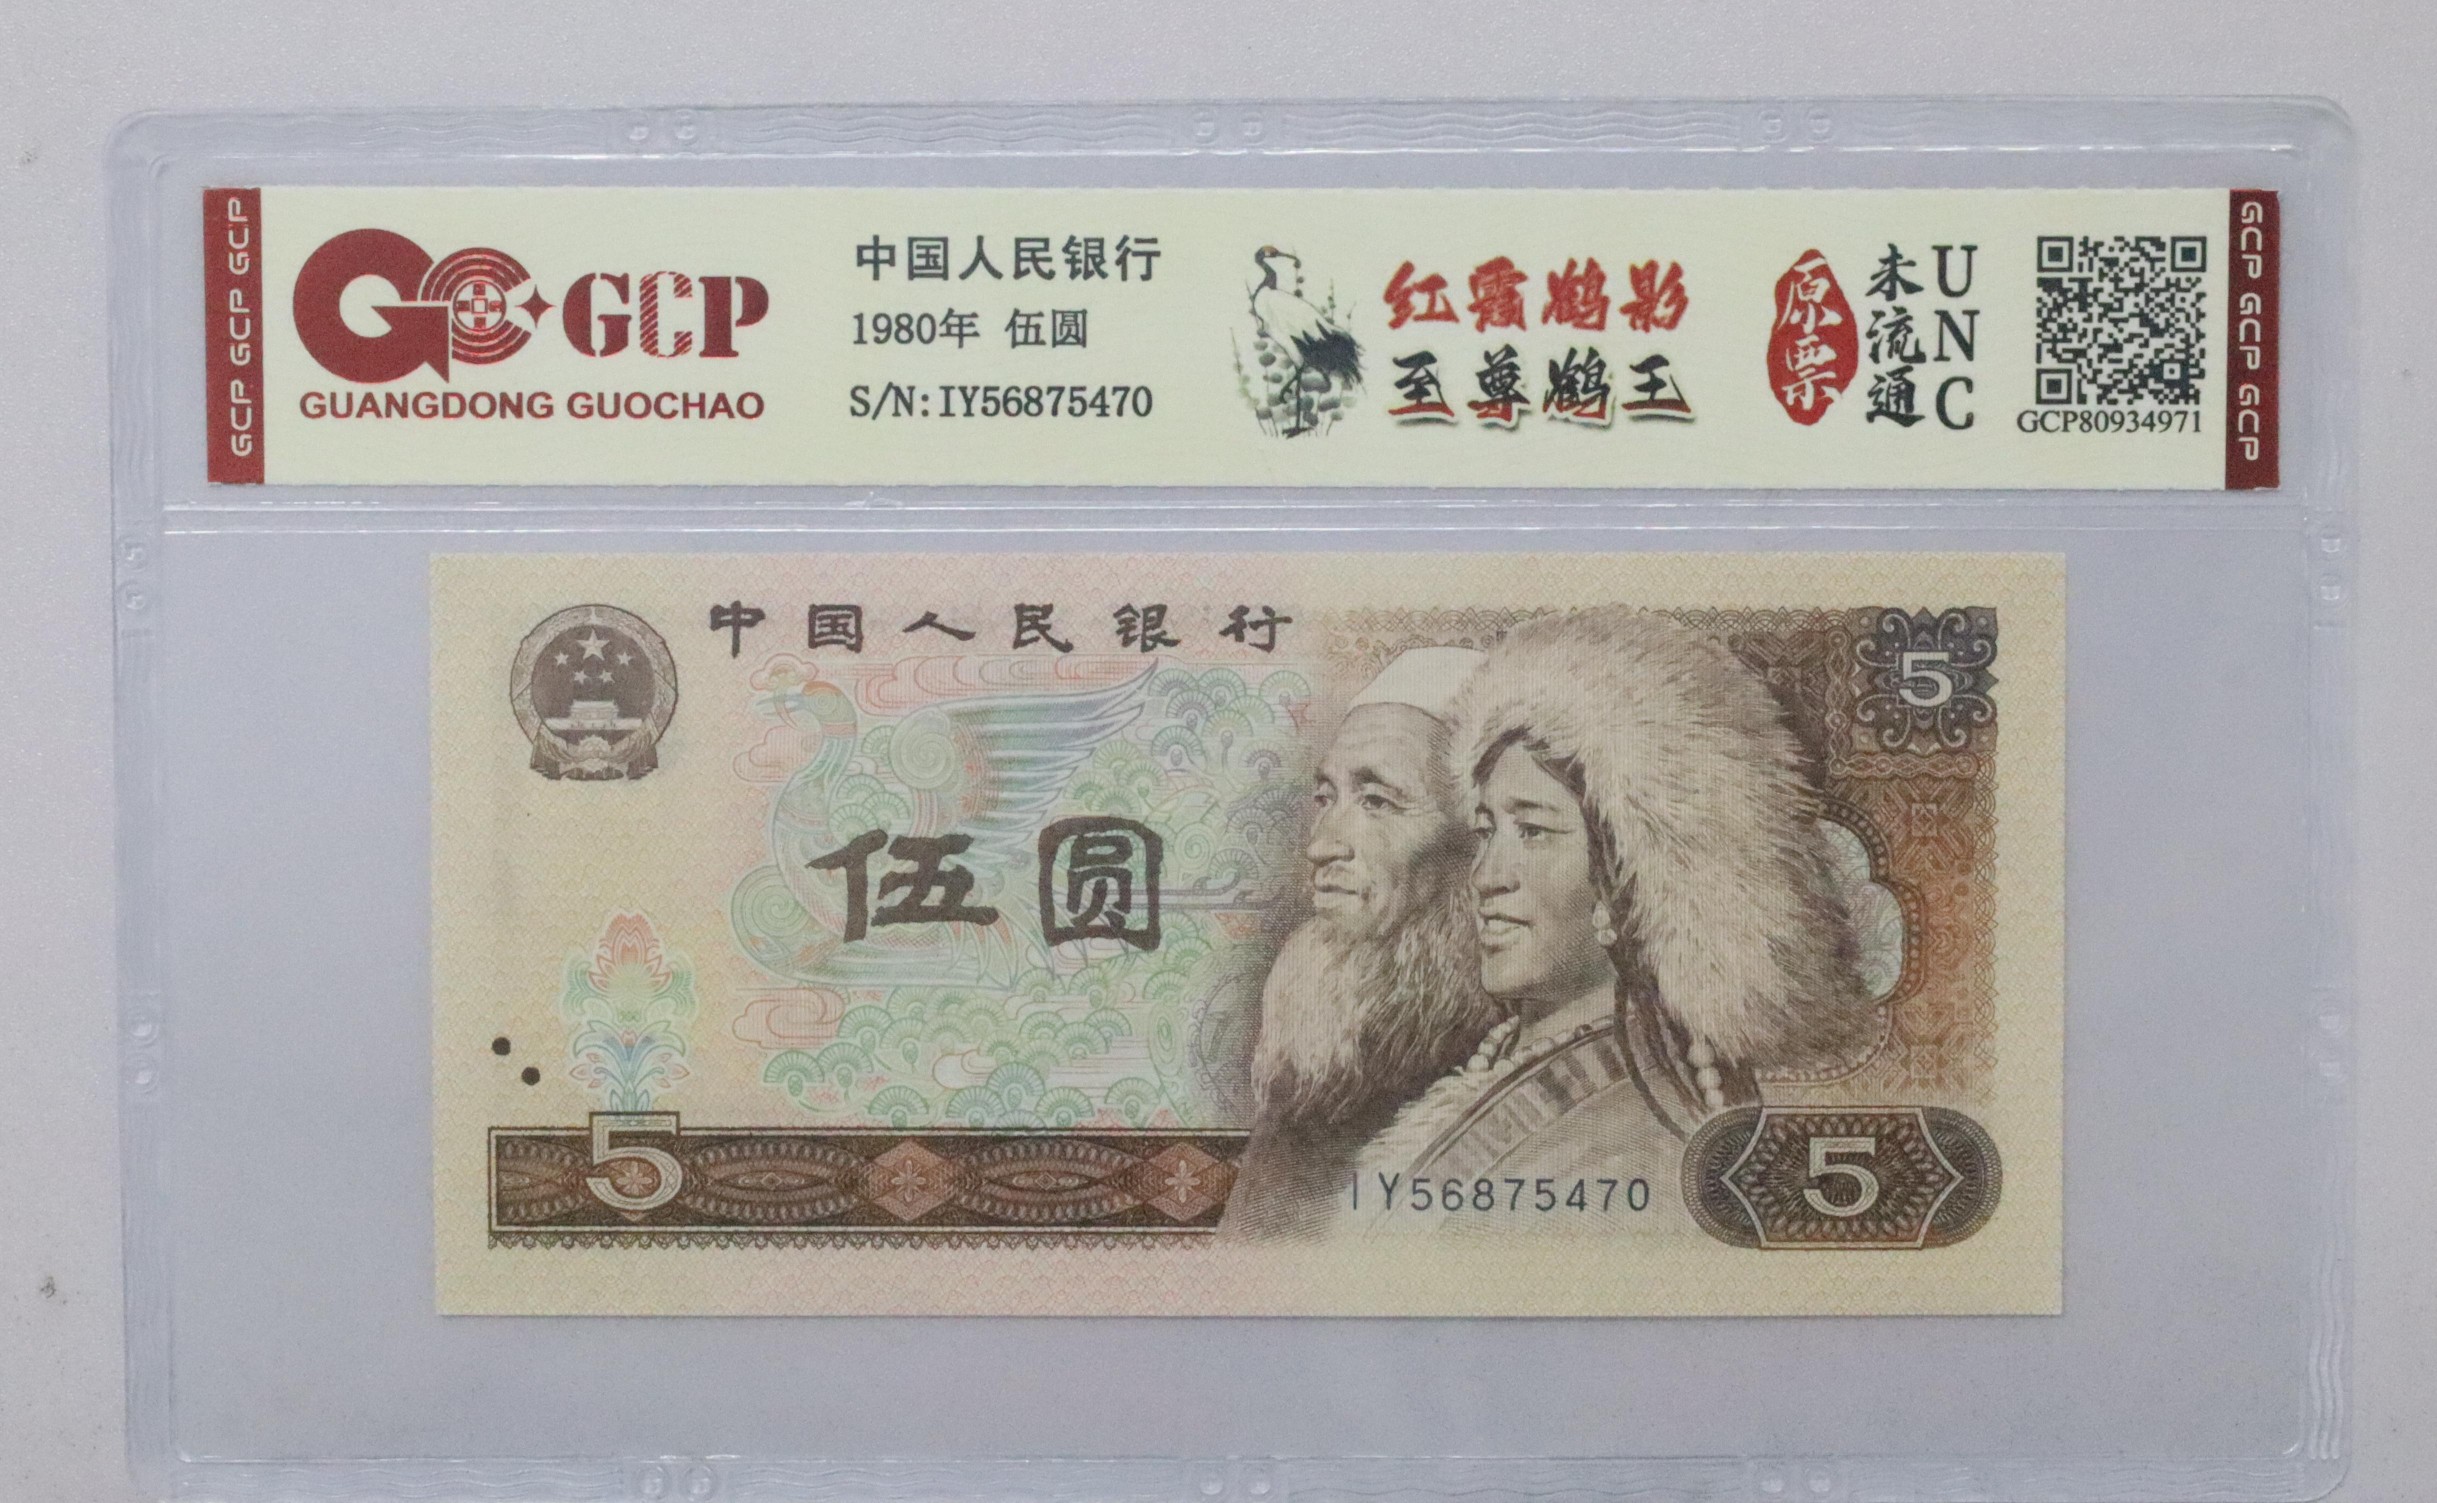 GCP GCP GCP
GCP
GUANGDONG GUOCHAO
中国人民银行
1980年 伍圆
S/N:IY56875470
红霞鹤影
至尊鹤王
原票
未流通
UNC
GCP80934971
GCP GCP GCP
中国人民银行
5
伍圆
5
IY56875470
5